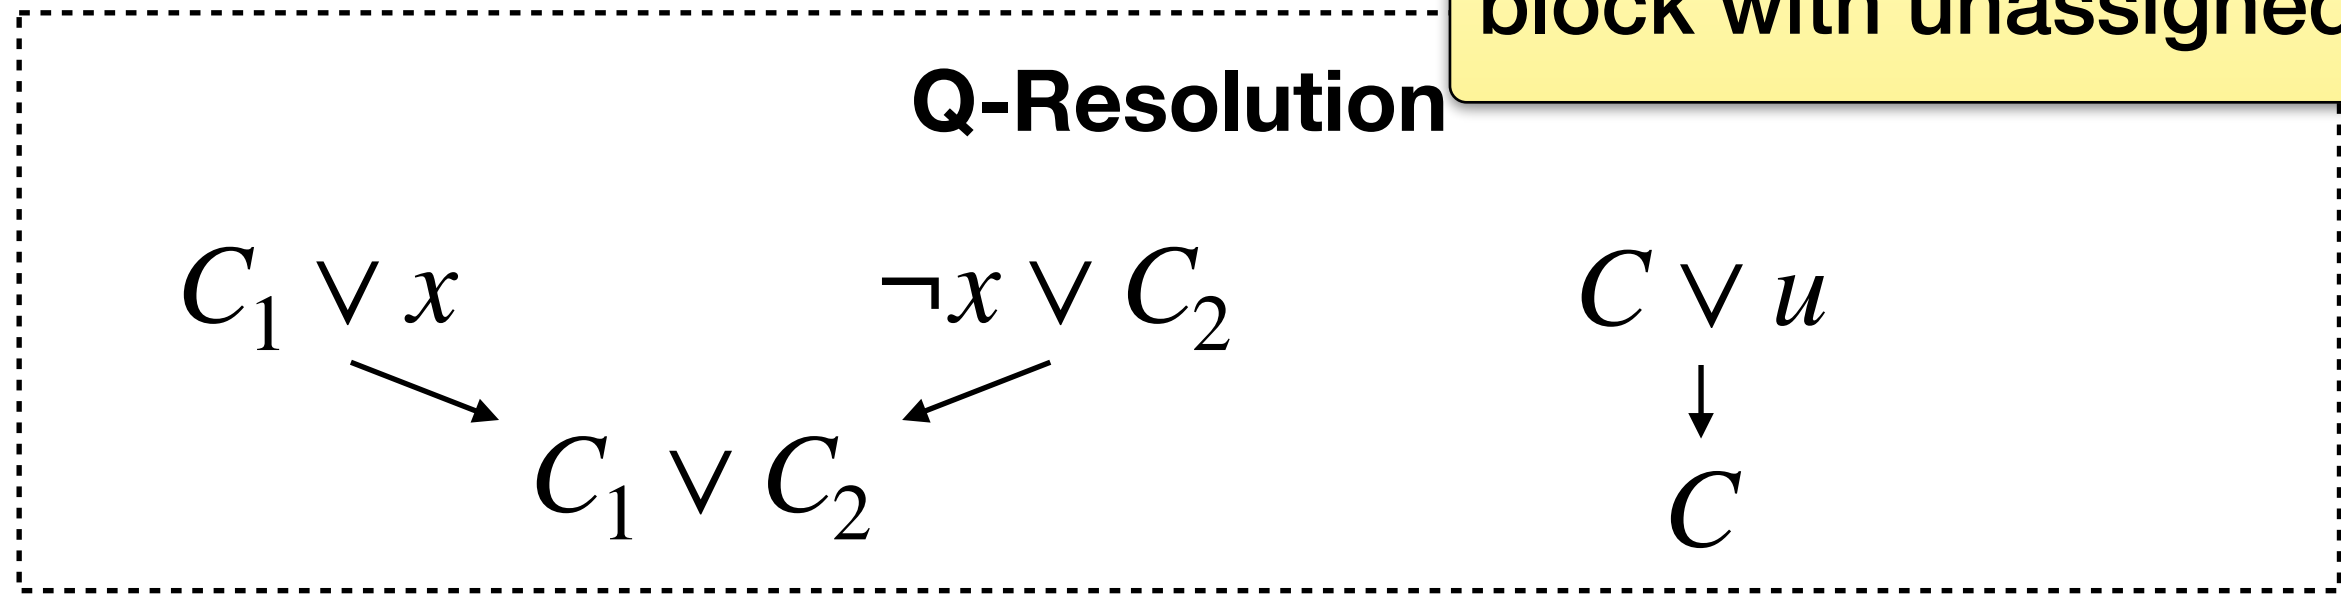 block with unassigned
Q-Resolution
C₁ ∨ x
¬x ∨ C₂
C ∨ u
C₁ ∨ C₂
C